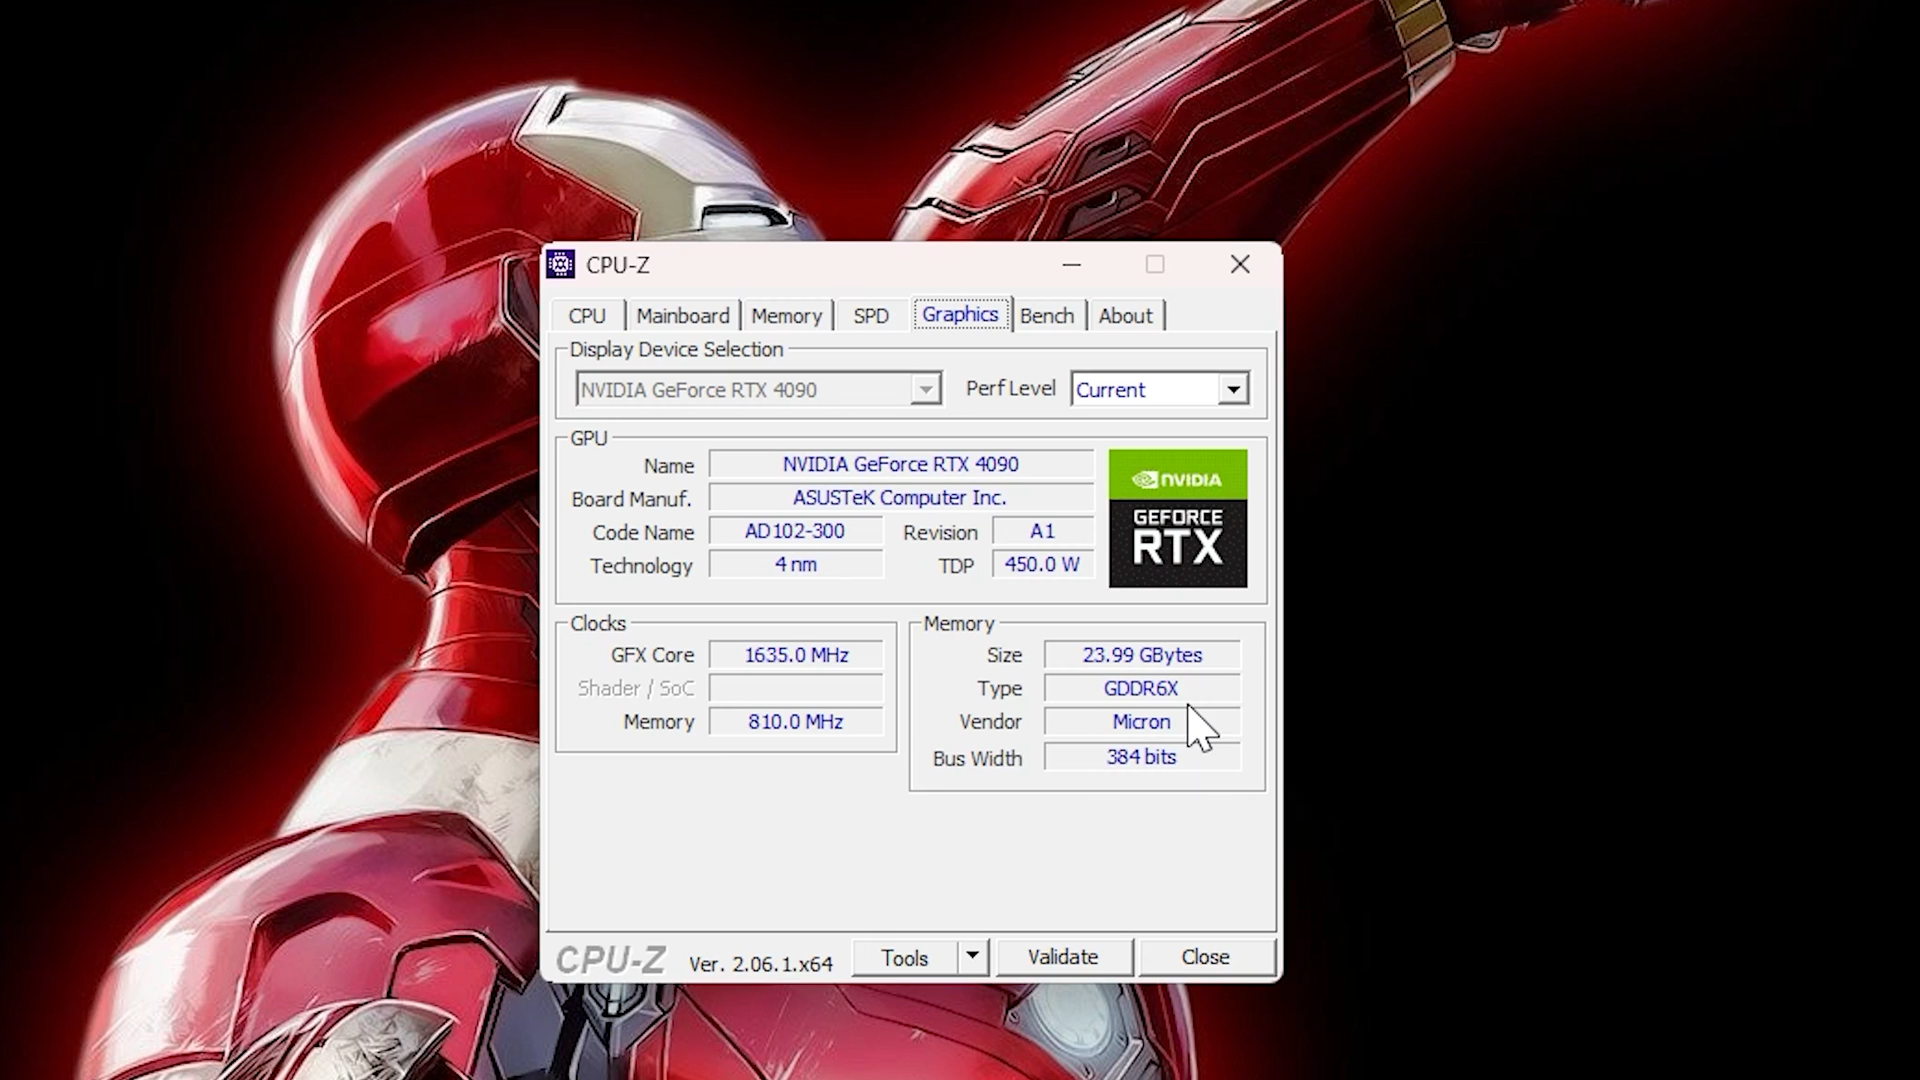 CPU-Z
CPU Mainboard Memory SPD Graphics Bench About
Display Device Selection
NVIDIA GeForce RTX 4090 Perf Level Current
GPU
Name NVIDIA GeForce RTX 4090
Board Manuf. ASUSTeK Computer Inc.
Code Name AD102-300 Revision A1
Technology 4 nm TDP 450.0 W
NVIDIA
GEFORCE
RTX
Clocks
GFX Core 1635.0 MHz
Shader / SoC
Memory 810.0 MHz
Memory
Size 23.99 GBytes
Type GDDR6X
Vendor Micron
Bus Width 384 bits
CPU-Z Ver. 2.06.1.x64 Tools Validate Close